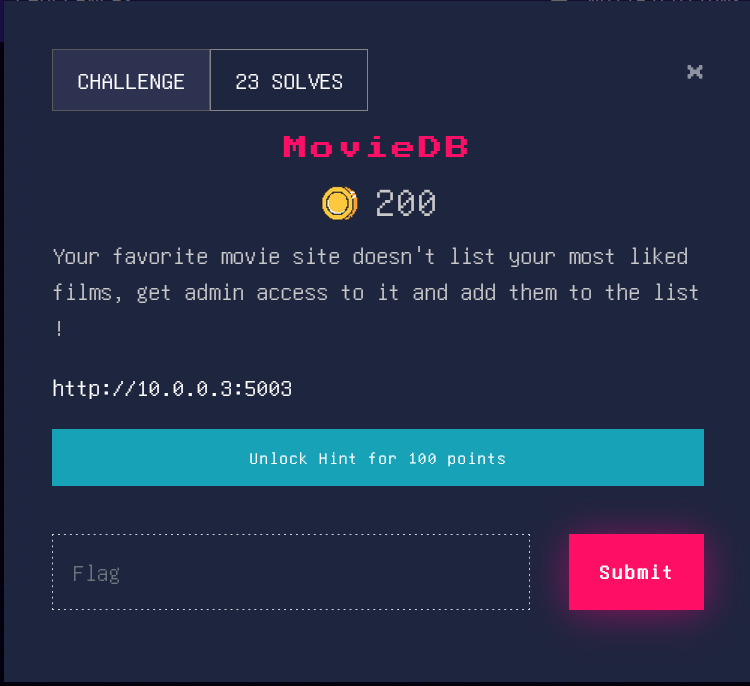 CHALLENGE
23 SOLVES
×
MovieDB
200
Your favorite movie site doesn't list your most liked
films, get admin access to it and add them to the list
!
http://10.0.0.3:5003
Unlock Hint for 100 points
Flag
Submit